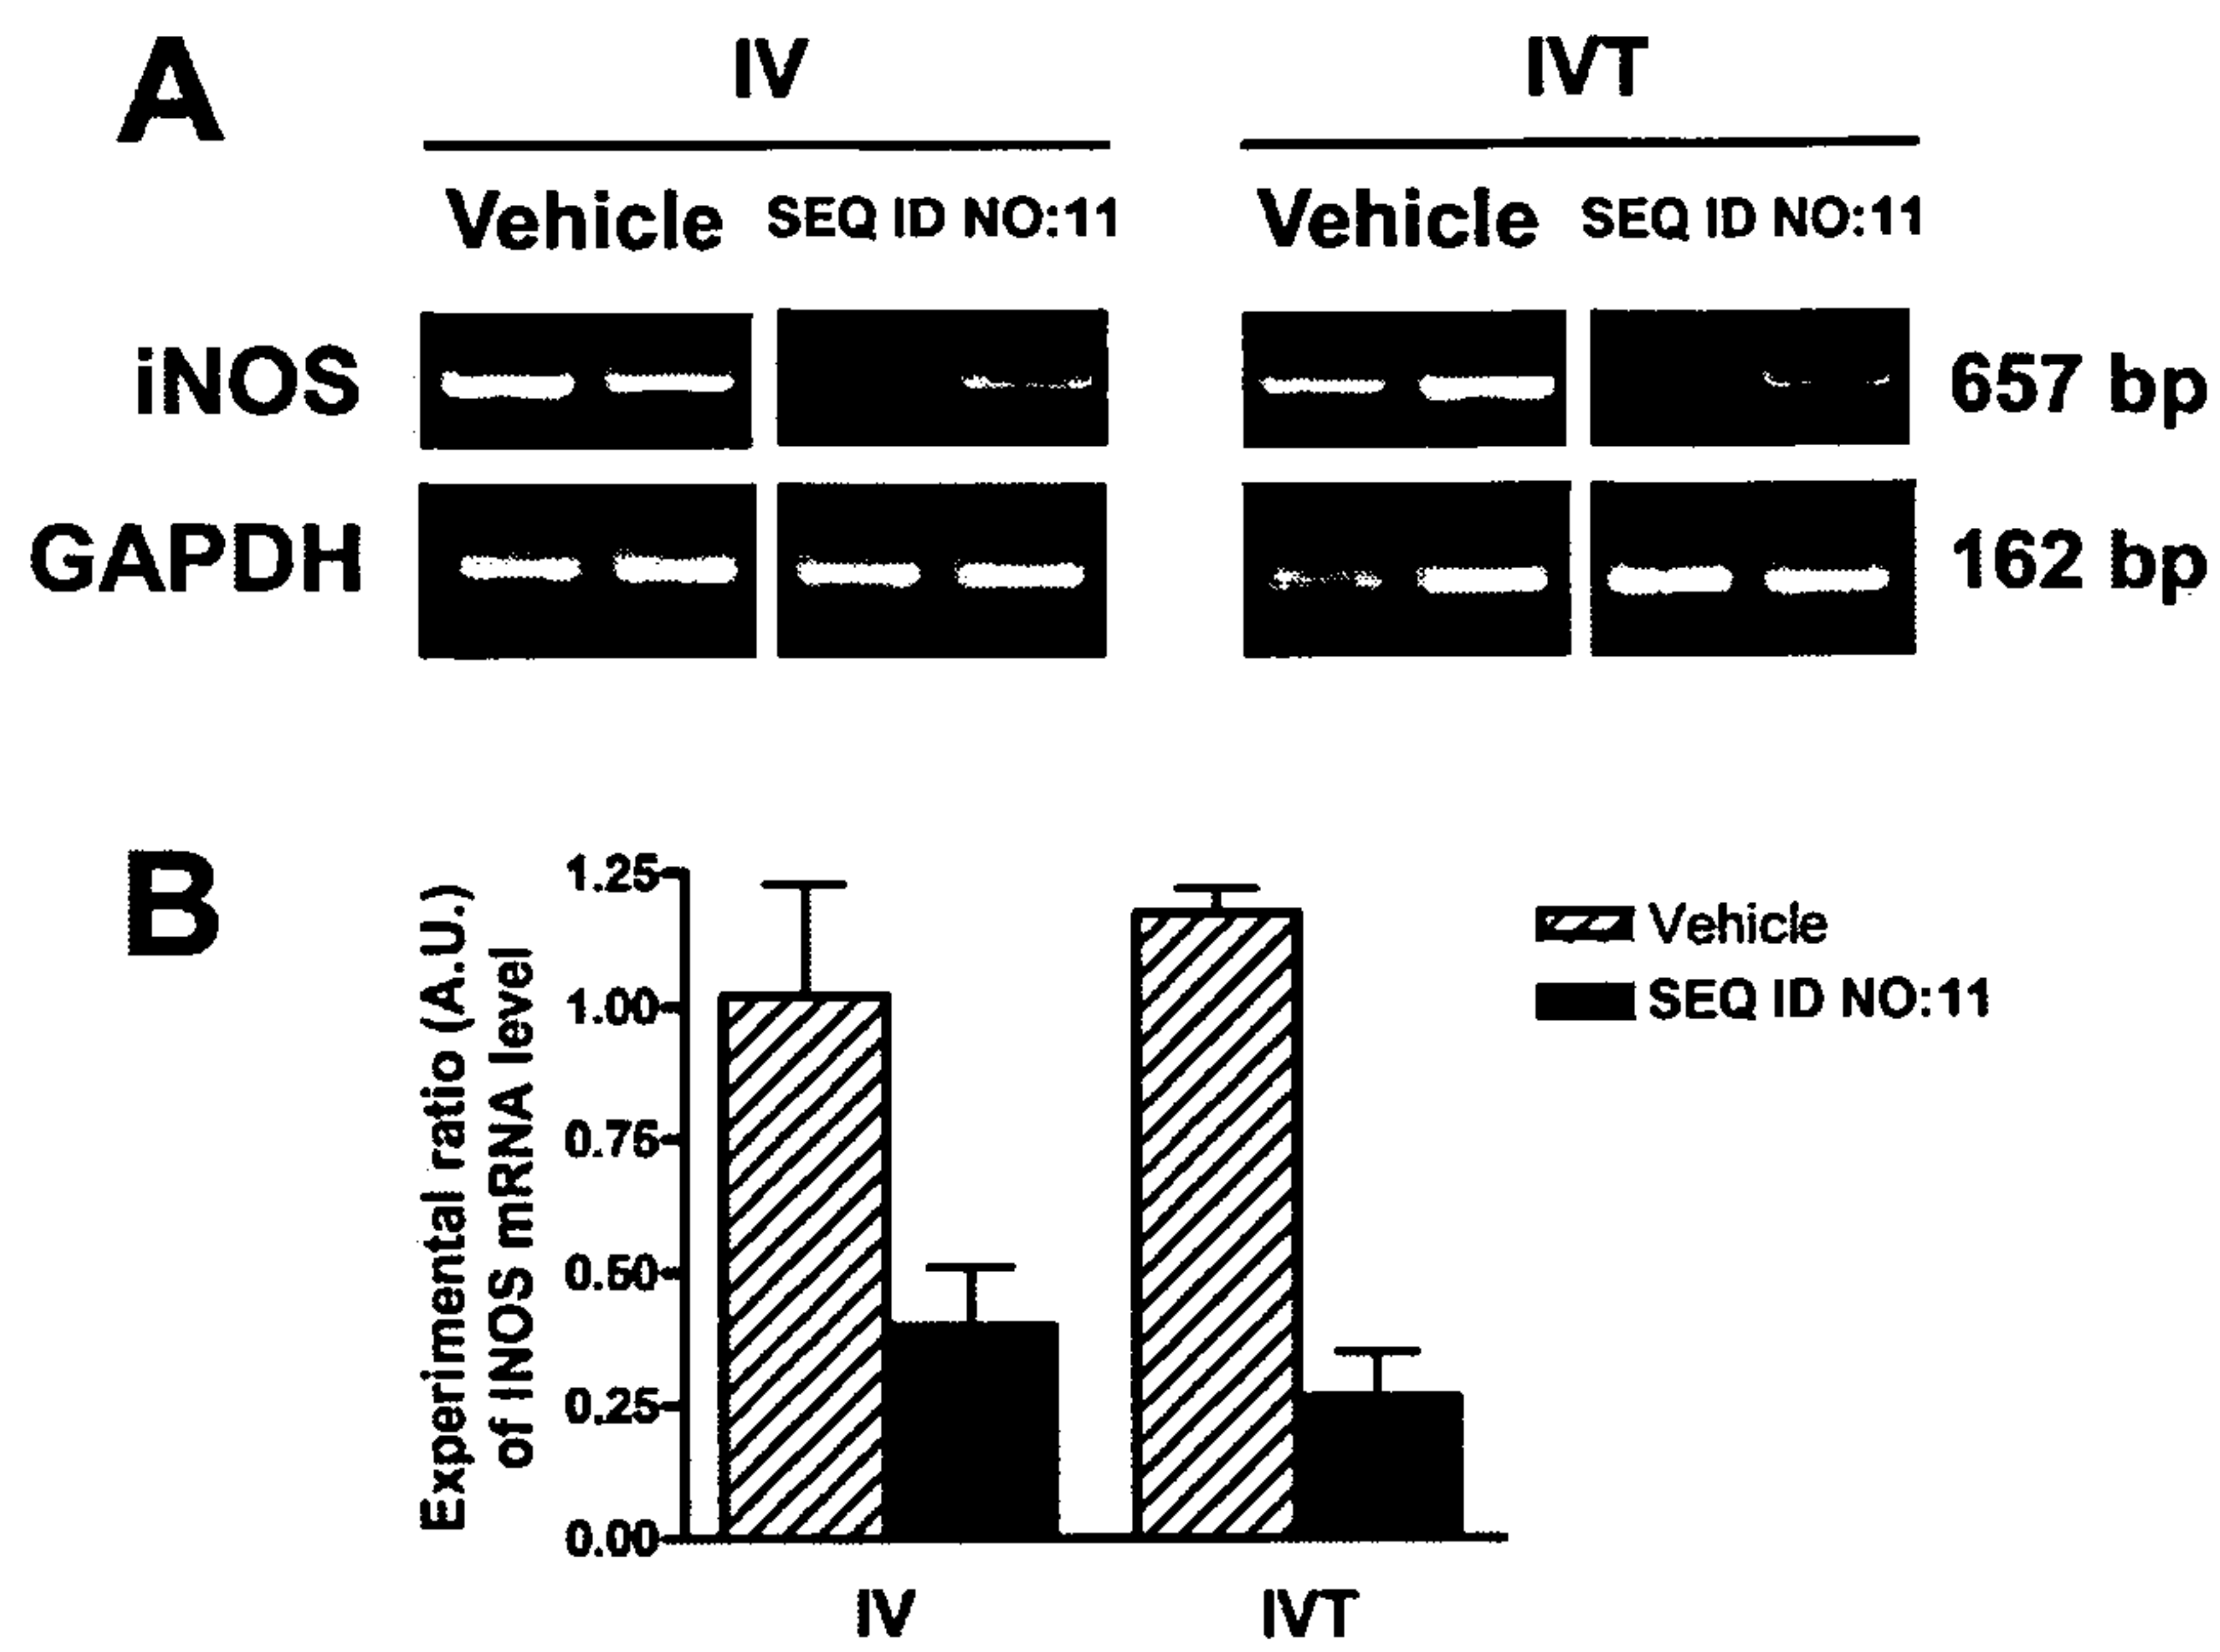 A
IV IVT
Vehicle SEQ ID NO:11 Vehicle SEQ ID NO:11
iNOS 657 bp
GAPDH 162 bp
B
Experimental ratio (A.U.)
of iNOS mRNA level
1.25
1.00
0.75
0.50
0.25
0.00
IV IVT
Vehicle
SEQ ID NO:11